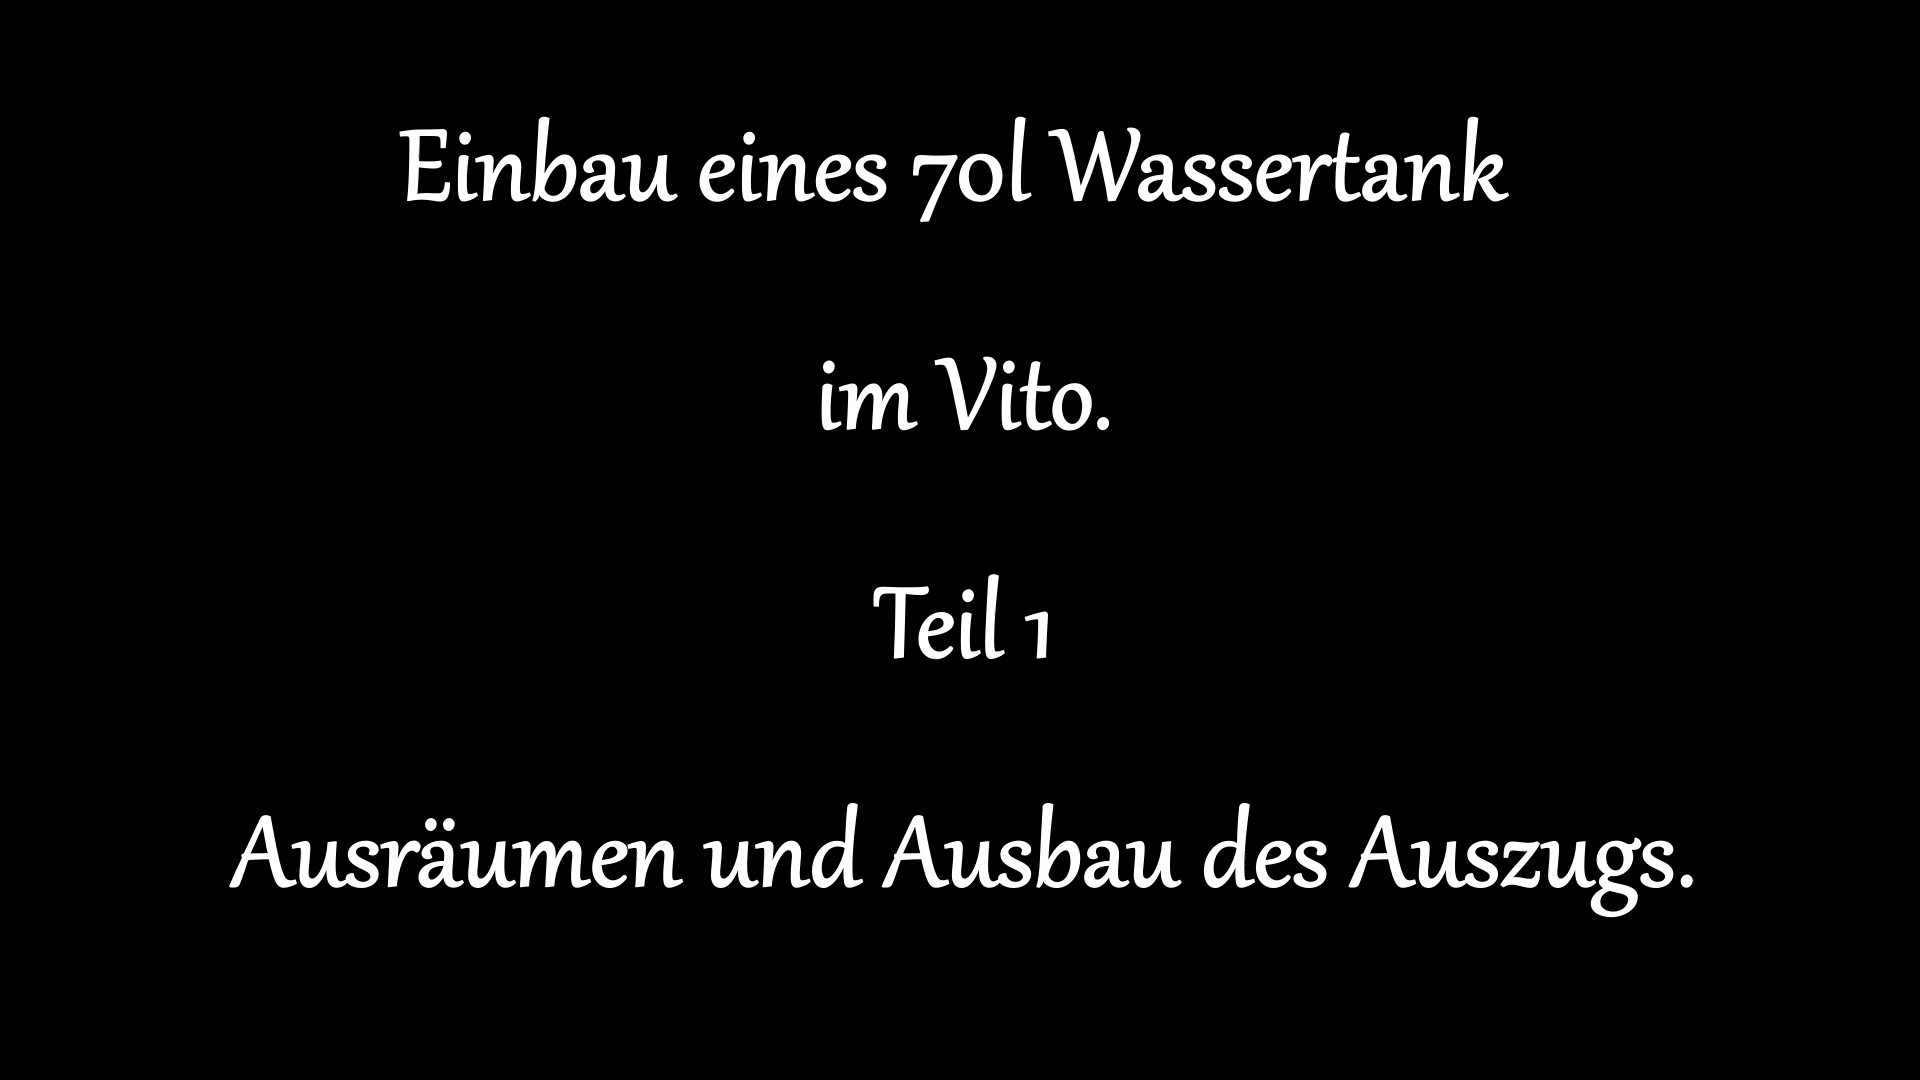 Einbau eines 70l Wassertank
im Vito.
Teil 1
Ausräumen und Ausbau des Auszugs.